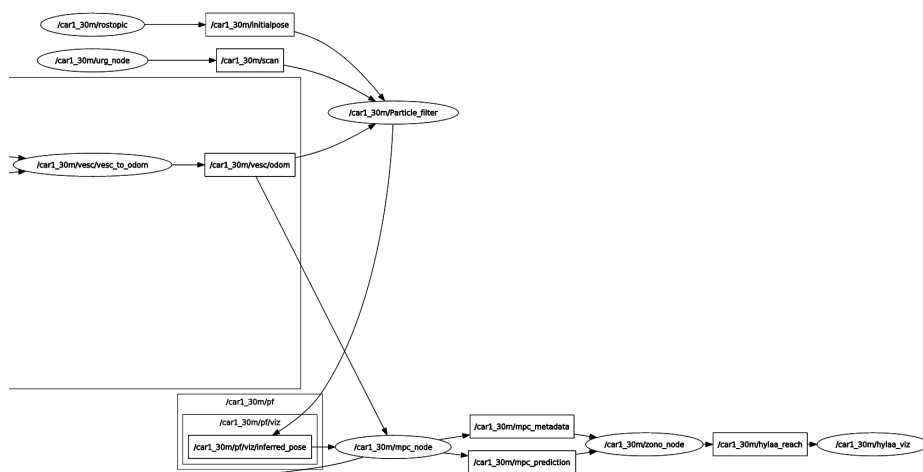 /car1_30m/rostopic
/car1_30m/initialpose
/car1_30m/urg_node
/car1_30m/scan
/car1_30m/Particle_filter
/car1_30m/vesc/vesc_to_odom
/car1_30m/vesc/odom
/car1_30m/pf
/car1_30m/pf/viz
/car1_30m/pf/viz/inferred_pose
/car1_30m/mpc_node
/car1_30m/mpc_metadata
/car1_30m/mpc_prediction
/car1_30m/zono_node
/car1_30m/hylaa_reach
/car1_30m/hylaa_viz